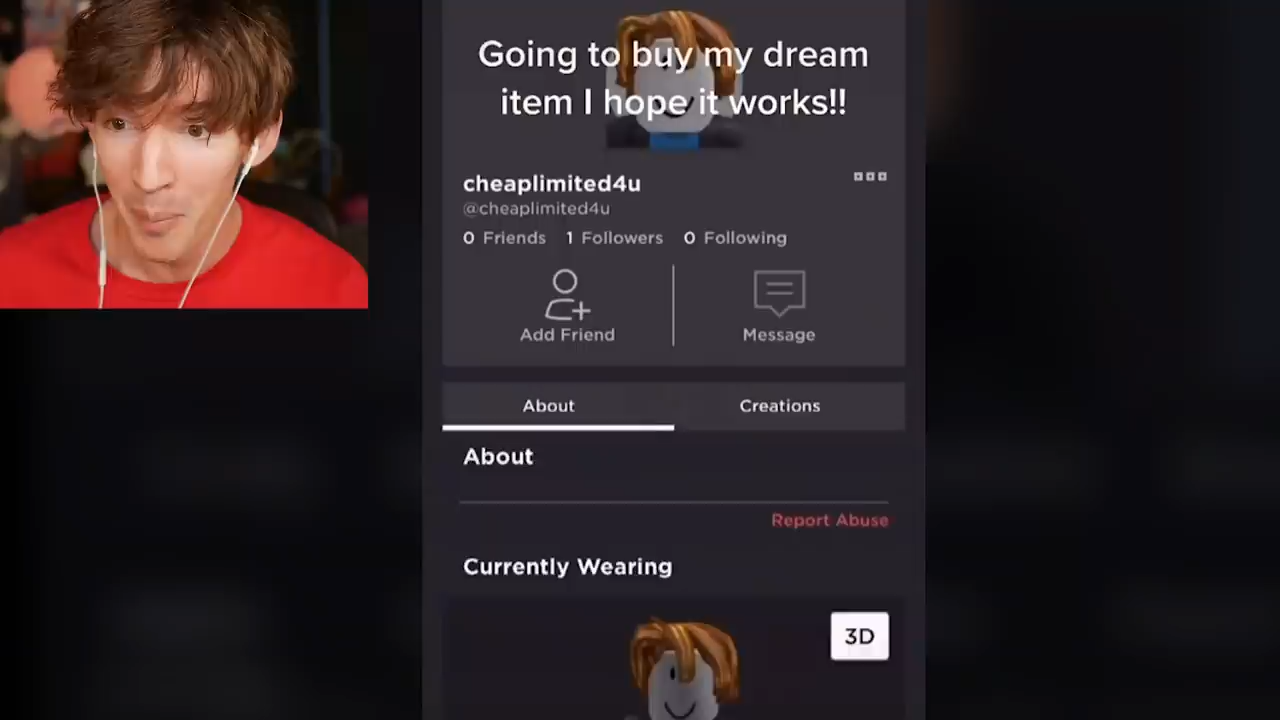 Going to buy my dream
item I hope it works!!
cheaplimited4u
@cheaplimited4u
0 Friends 1 Followers 0 Following
Add Friend Message
About Creations
About
Report Abuse
Currently Wearing
3D